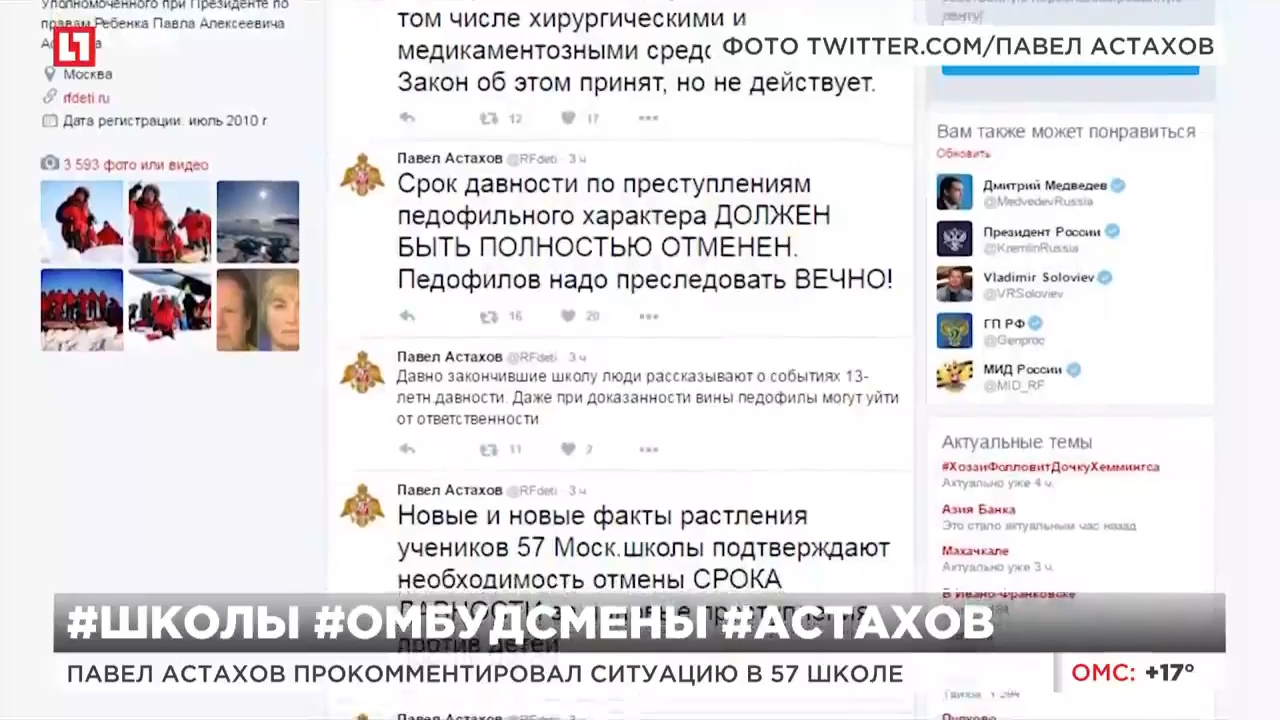 Уполномоченного при Президенте по
правам Ребенка Павла Алексеевича
Москва
rfdeti.ru
Дата регистрации: июль 2010 г
3 593 фото или видео
том числе хирургическими и
медикаментозными
Закон об этом принят, но не действует.
12 17
Павел Астахов @RFdeti · 3 ч
Срок давности по преступлениям
педофильного характера ДОЛЖЕН
БЫТЬ ПОЛНОСТЬЮ ОТМЕНЕН.
Педофилов надо преследовать ВЕЧНО!
16 20
Павел Астахов @RFdeti · 3 ч
Давно закончившие школу люди рассказывают о событиях 13-
летн.давности. Даже при доказанности вины педофилы могут уйти
от ответственности
11 2
Павел Астахов @RFdeti · 3 ч
Новые и новые факты растления
учеников 57 Моск.школы подтверждают
необходимость отмены СРОКА
ДАВНОСТИ
против детей
Павел Астахов
ФОТО TWITTER.COM/ПАВЕЛ АСТАХОВ
Вам также может понравиться
Обновить
Дмитрий Медведев
@MedvedevRussia
Президент России
@KremlinRussia
Vladimir Soloviev
@VRSoloviev
ГП РФ
@Genproc
МИД России
@MID_RF
Актуальные темы
#ХозаиФолловитДочкуХеммингса
Актуально уже 4 ч.
Азия Банка
Это стало актуальным час назад
Махачкале
Актуально уже 3 ч.
В Ивано-Франковске
#ШКОЛЫ #ОМБУДСМЕНЫ #АСТАХОВ
ПАВЕЛ АСТАХОВ ПРОКОММЕНТИРОВАЛ СИТУАЦИЮ В 57 ШКОЛЕ
ОМС: +17°